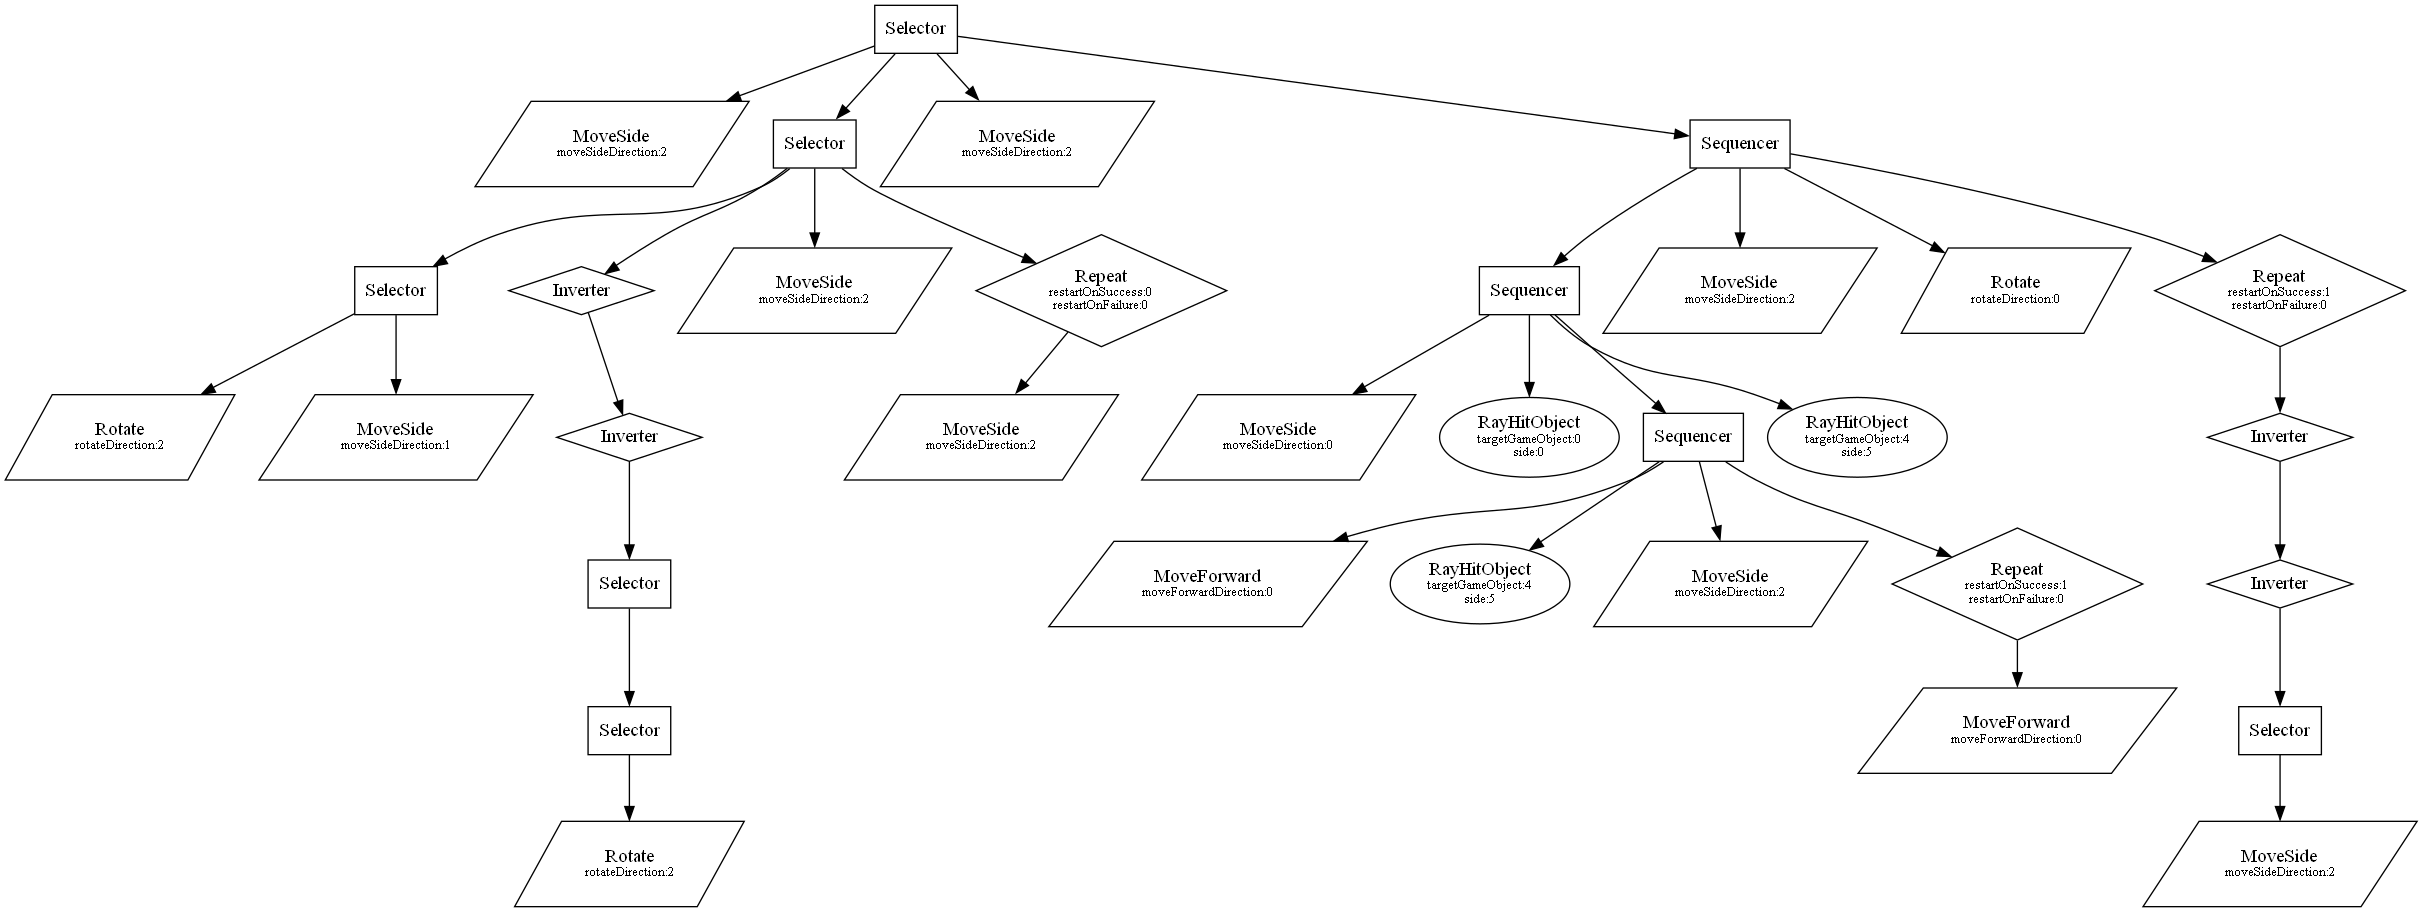 Selector
MoveSide
moveSideDirection:2
Selector
MoveSide
moveSideDirection:2
Sequencer
Selector
Inverter
MoveSide
moveSideDirection:2
Repeat
restartOnSuccess:0
restartOnFailure:0
Sequencer
MoveSide
moveSideDirection:2
Rotate
rotateDirection:0
Repeat
restartOnSuccess:1
restartOnFailure:0
Rotate
rotateDirection:2
MoveSide
moveSideDirection:1
Inverter
MoveSide
moveSideDirection:2
MoveSide
moveSideDirection:0
RayHitObject
targetGameObject:0
side:0
Sequencer
RayHitObject
targetGameObject:4
side:5
Inverter
Selector
MoveForward
moveForwardDirection:0
RayHitObject
targetGameObject:4
side:5
MoveSide
moveSideDirection:2
Repeat
restartOnSuccess:1
restartOnFailure:0
Inverter
Selector
MoveForward
moveForwardDirection:0
Selector
Rotate
rotateDirection:2
MoveSide
moveSideDirection:2